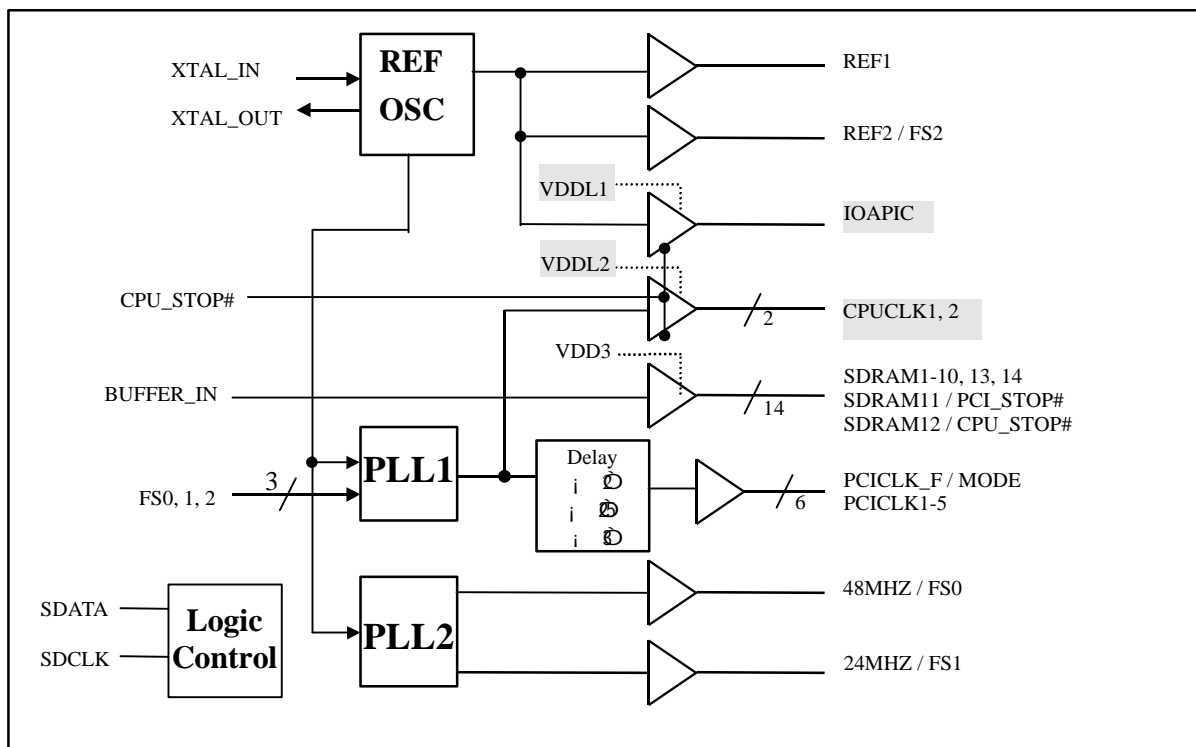 XTAL_IN
XTAL_OUT
REF
OSC
REF1
REF2 / FS2
VDDL1
IOAPIC
VDDL2
CPU_STOP#
CPUCLK1, 2
2
VDD3
BUFFER_IN
SDRAM1-10, 13, 14
SDRAM11 / PCI_STOP#
SDRAM12 / CPU_STOP#
14
PLL1
FS0, 1, 2
3
Delay
PCICLK_F / MODE
PCICLK1-5
6
SDATA
SDCLK
Logic
Control
PLL2
48MHZ / FS0
24MHZ / FS1